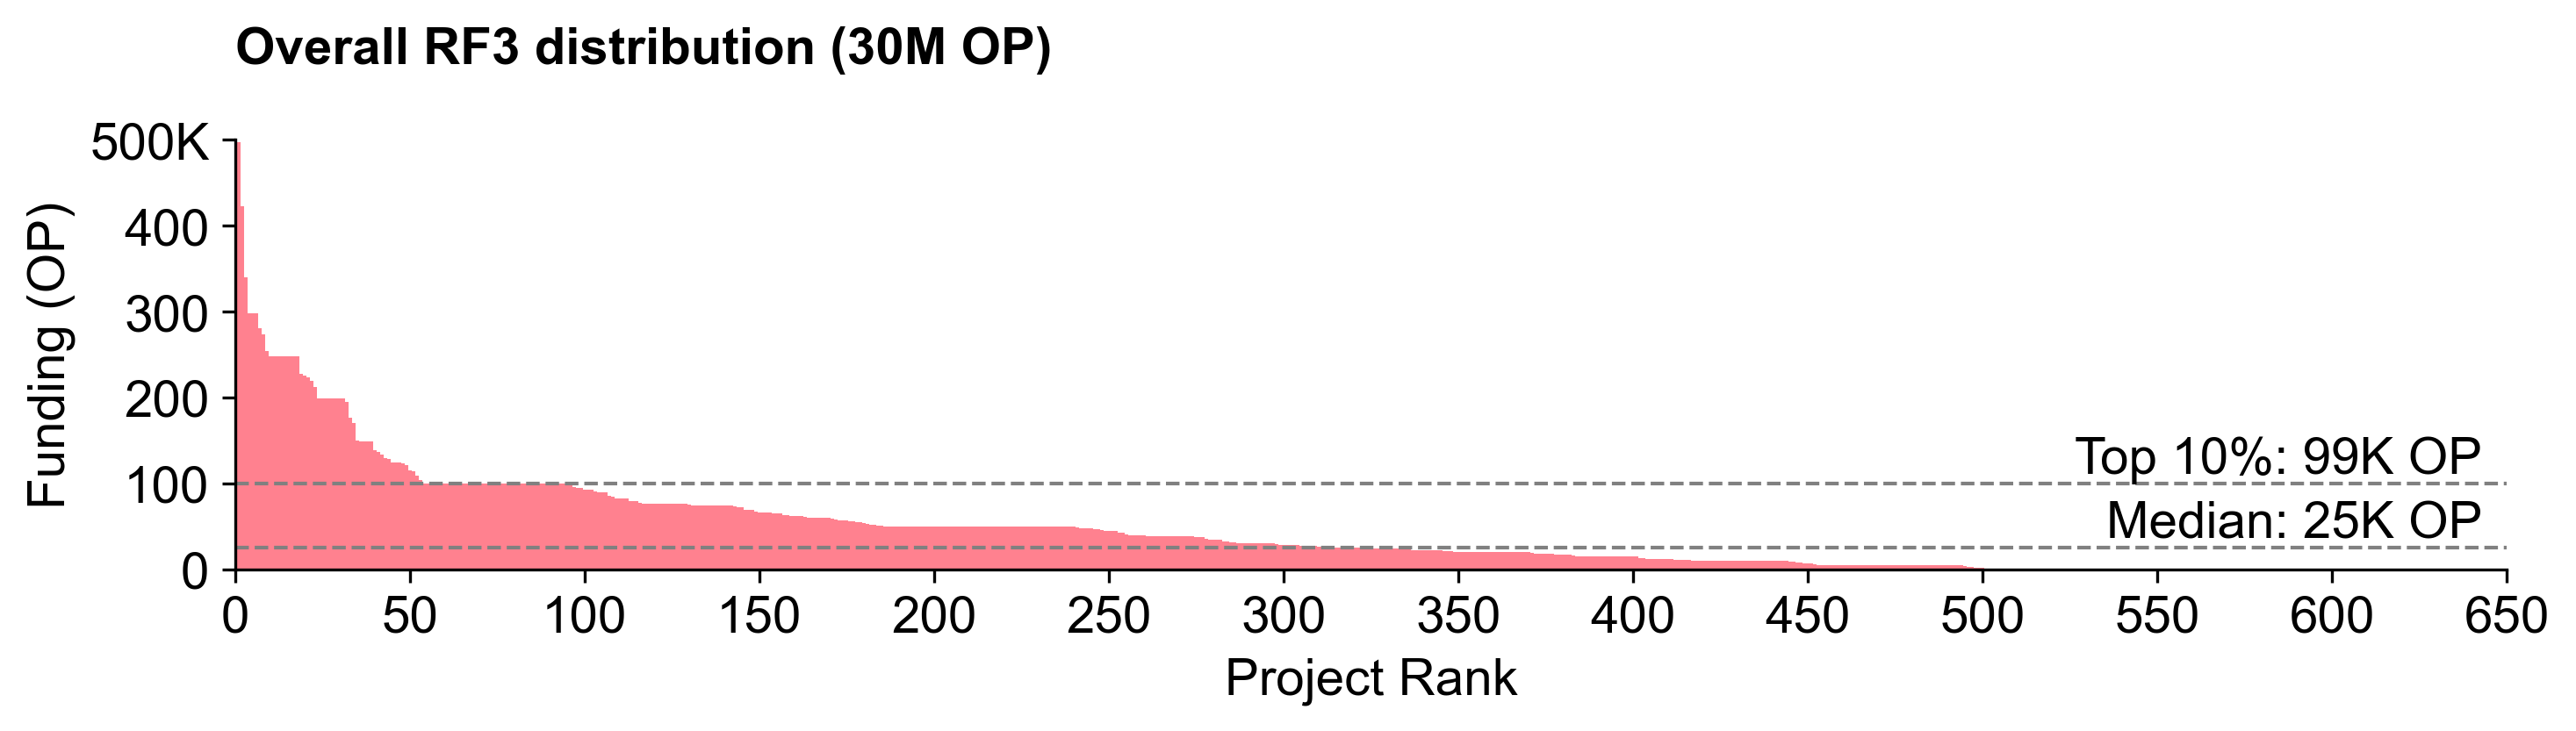 Overall RF3 distribution (30M OP)
500K
400
300
200
100
0
Funding (OP)
Top 10%: 99K OP
Median: 25K OP
0 50 100 150 200 250 300 350 400 450 500 550 600 650
Project Rank